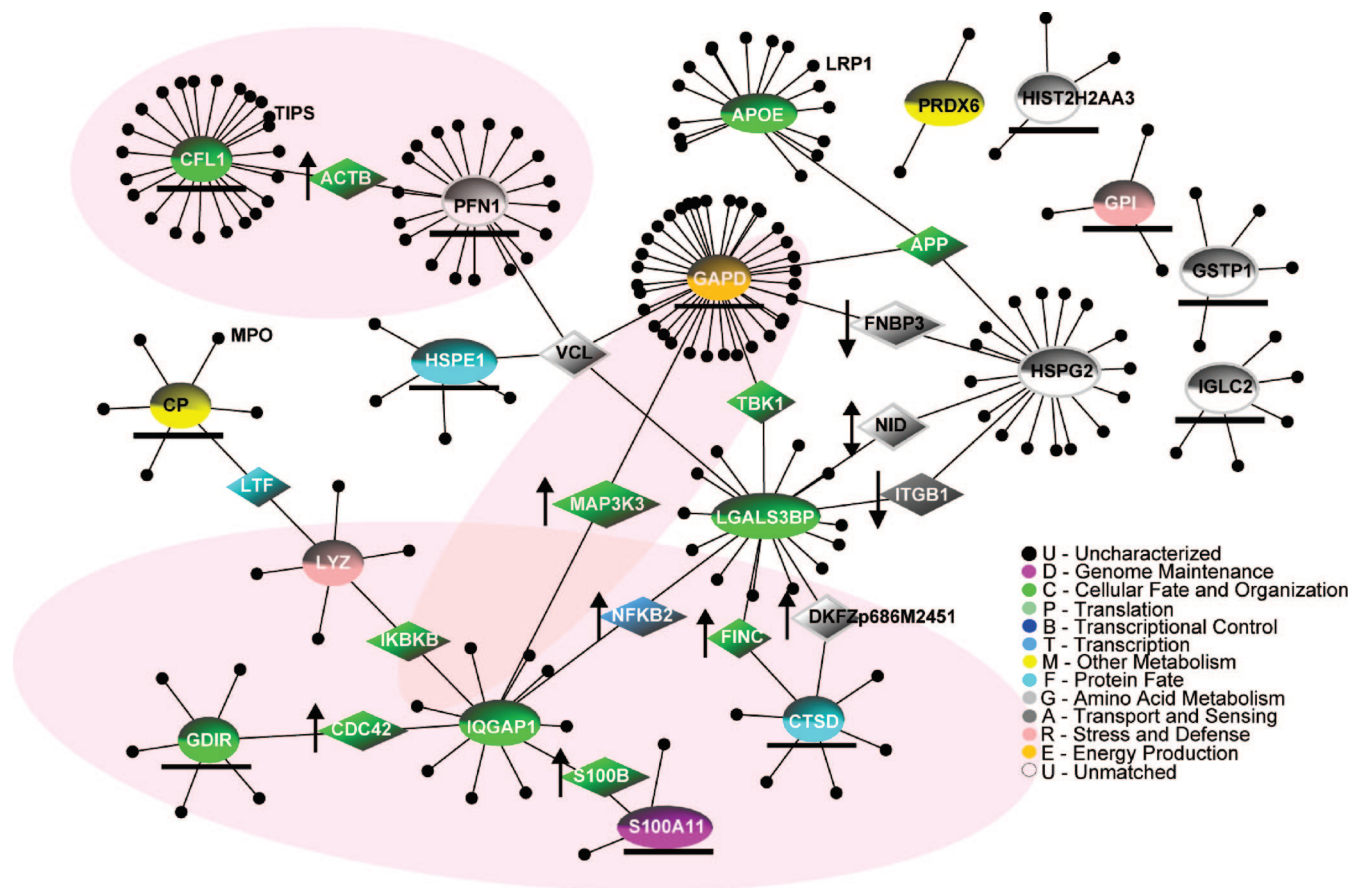 LRP1
TIPS
APOE
PRDX6
HIST2H2AA3
CFL1
ACTB
PFN1
GPI
APP
GSTP1
GAPD
FNBP3
MPO
HSPE1
VCL
HSPG2
IGLC2
CP
TBK1
NID
LTF
MAP3K3
ITGB1
LGALS3BP
LYZ
NFKB2
FINC
DKFZp686M2451
IKBKB
GDIR
CDC42
IQGAP1
CTSD
S100B
S100A11
U - Uncharacterized
D - Genome Maintenance
C - Cellular Fate and Organization
P - Translation
B - Transcriptional Control
T - Transcription
M - Other Metabolism
F - Protein Fate
G - Amino Acid Metabolism
A - Transport and Sensing
R - Stress and Defense
E - Energy Production
U - Unmatched